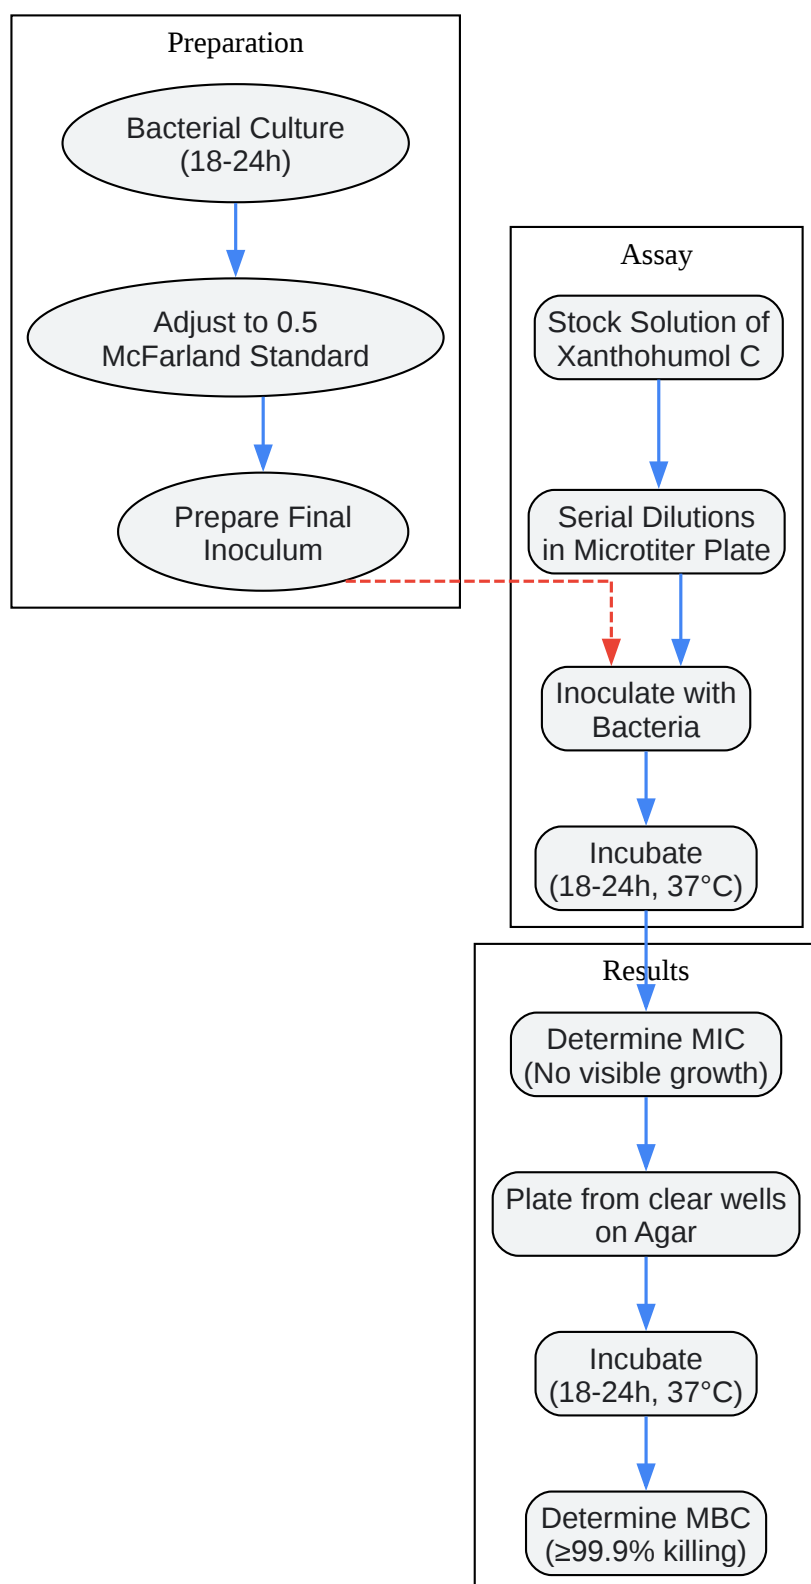 Preparation
Bacterial Culture
(18-24h)
Adjust to 0.5
McFarland Standard
Prepare Final
Inoculum
Assay
Stock Solution of
Xanthohumol C
Serial Dilutions
in Microtiter Plate
Inoculate with
Bacteria
Incubate
(18-24h, 37°C)
Results
Determine MIC
(No visible growth)
Plate from clear wells
on Agar
Incubate
(18-24h, 37°C)
Determine MBC
(≥99.9% killing)